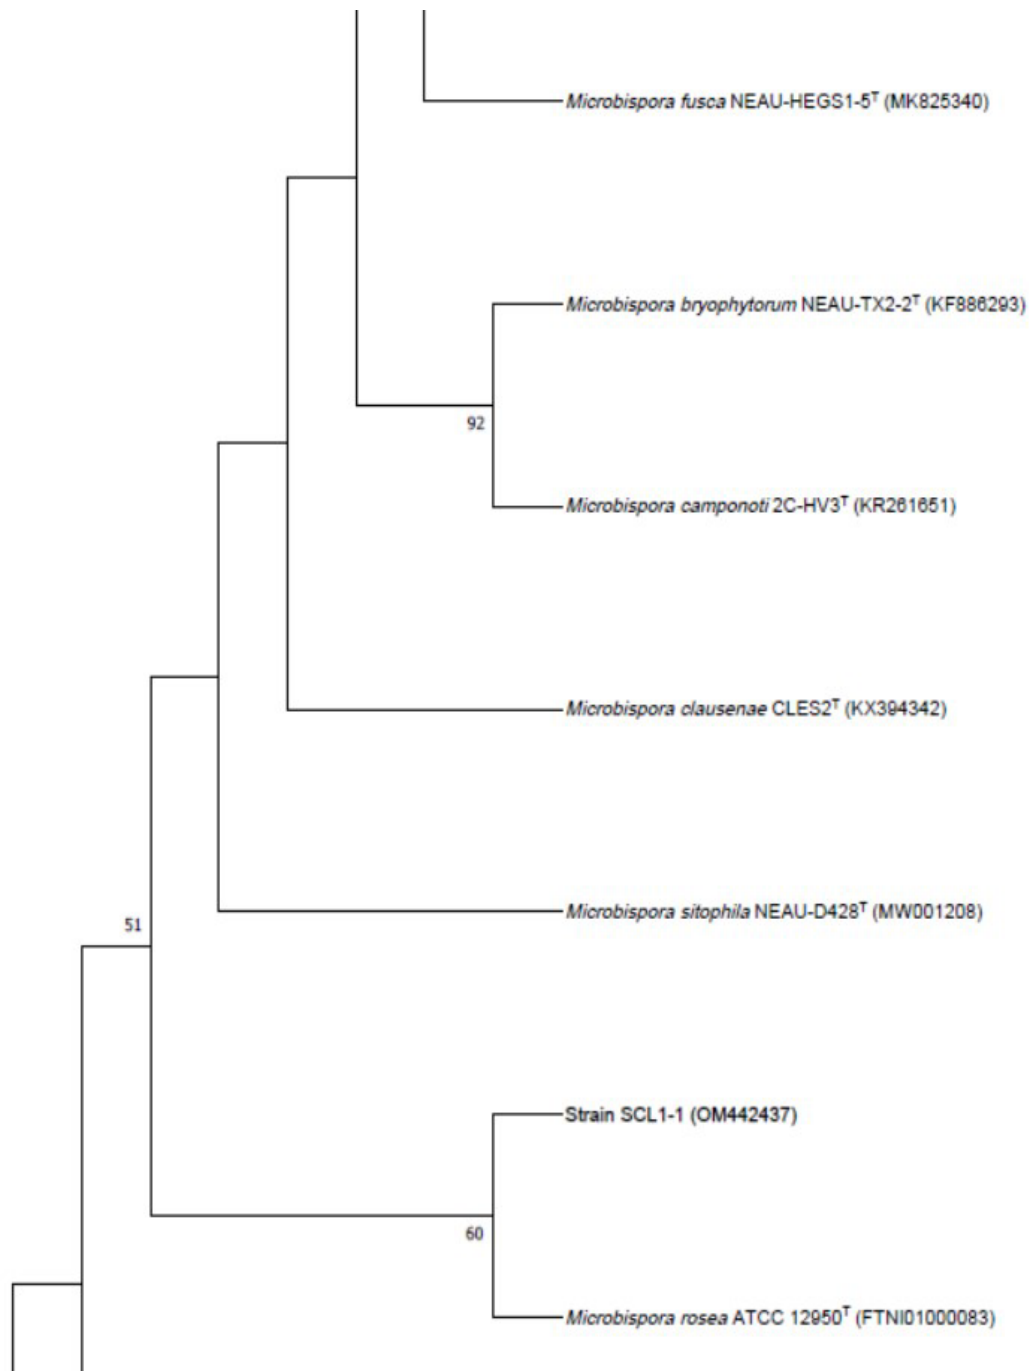 Microbispora fusca NEAU-HEGS1-5ᵀ (MK825340)
Microbispora bryophytorum NEAU-TX2-2ᵀ (KF886293)
92
Microbispora camponoti 2C-HV3ᵀ (KR261651)
Microbispora clausenae CLES2ᵀ (KX394342)
Microbispora sitophila NEAU-D428ᵀ (MW001208)
51
Strain SCL1-1 (OM442437)
60
Microbispora rosea ATCC 12950ᵀ (FTNI01000083)